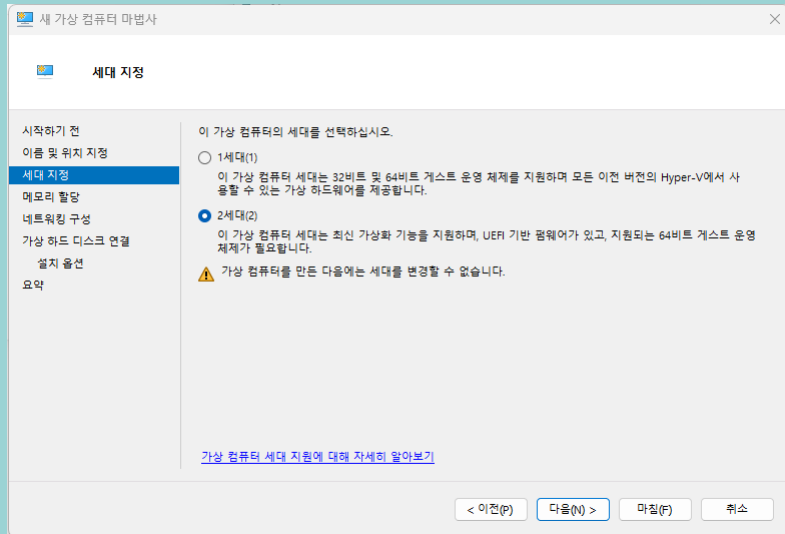 새 가상 컴퓨터 마법사
세대 지정
시작하기 전
이름 및 위치 지정
세대 지정
메모리 할당
네트워킹 구성
가상 하드 디스크 연결
설치 옵션
요약
이 가상 컴퓨터의 세대를 선택하십시오.
1세대(1)
이 가상 컴퓨터 세대는 32비트 및 64비트 게스트 운영 체제를 지원하며 모든 이전 버전의 Hyper-V에서 사
용할 수 있는 가상 하드웨어를 제공합니다.
2세대(2)
이 가상 컴퓨터 세대는 최신 가상화 기능을 지원하며, UEFI 기반 펌웨어가 있고, 지원되는 64비트 게스트 운영
체제가 필요합니다.
가상 컴퓨터를 만든 다음에는 세대를 변경할 수 없습니다.
가상 컴퓨터 세대 지원에 대해 자세히 알아보기
< 이전(P)
다음(N) >
마침(F)
취소